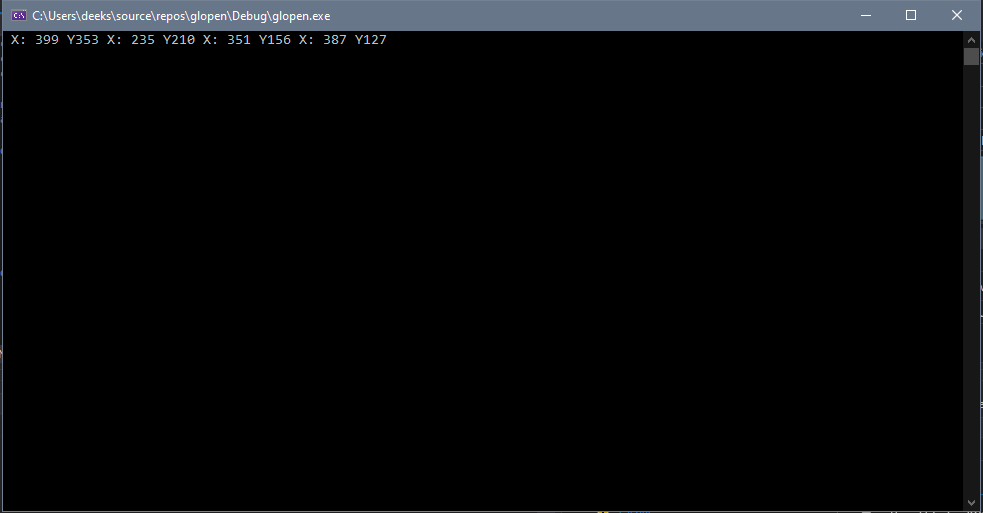 C:\Users\deeks\source\repos\glopen\Debug\glopen.exe
X: 399 Y353 X: 235 Y210 X: 351 Y156 X: 387 Y127